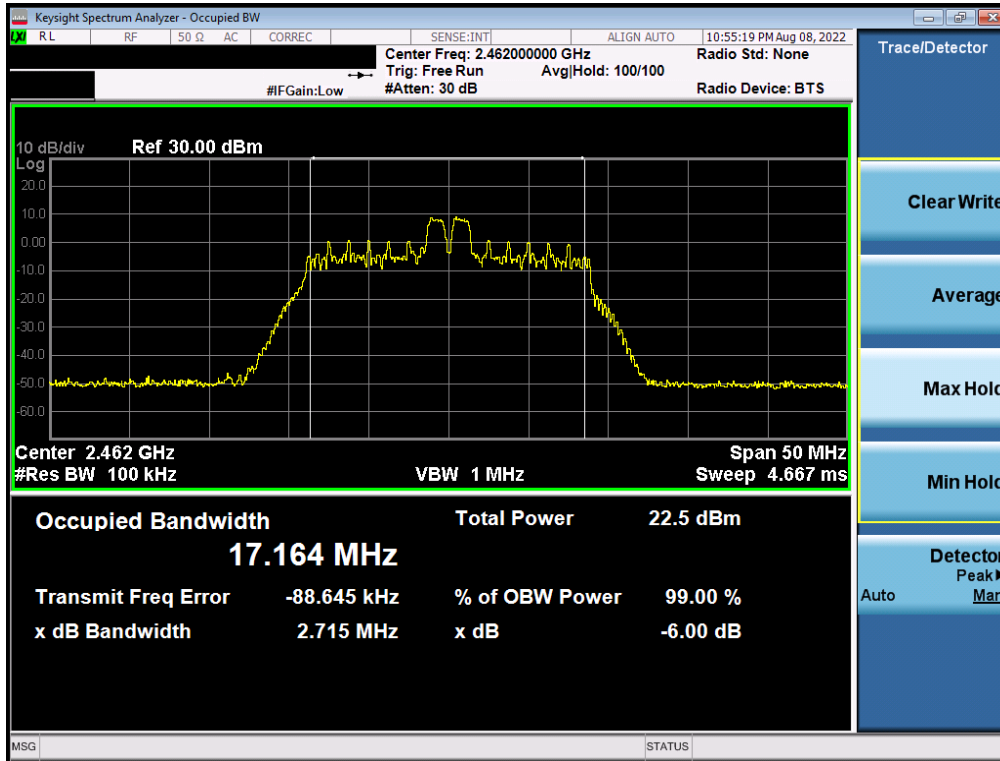 Keysight Spectrum Analyzer - Occupied BW
LXI RL RF 50 Ω AC CORREC SENSE:INT ALIGN AUTO 10:55:19 PM Aug 08, 2022
Center Freq: 2.462000000 GHz Radio Std: None
Trig: Free Run Avg|Hold: 100/100
#IFGain:Low #Atten: 30 dB Radio Device: BTS
10 dB/div Ref 30.00 dBm
Log
20.0
10.0
0.00
-10.0
-20.0
-30.0
-40.0
-50.0
-60.0
Center 2.462 GHz Span 50 MHz
#Res BW 100 kHz VBW 1 MHz Sweep 4.667 ms
Occupied Bandwidth Total Power 22.5 dBm
17.164 MHz
Transmit Freq Error -88.645 kHz % of OBW Power 99.00 %
x dB Bandwidth 2.715 MHz x dB -6.00 dB
MSG STATUS
Trace/Detector
Clear Write
Average
Max Hold
Min Hold
Detector
Peak
Auto Man